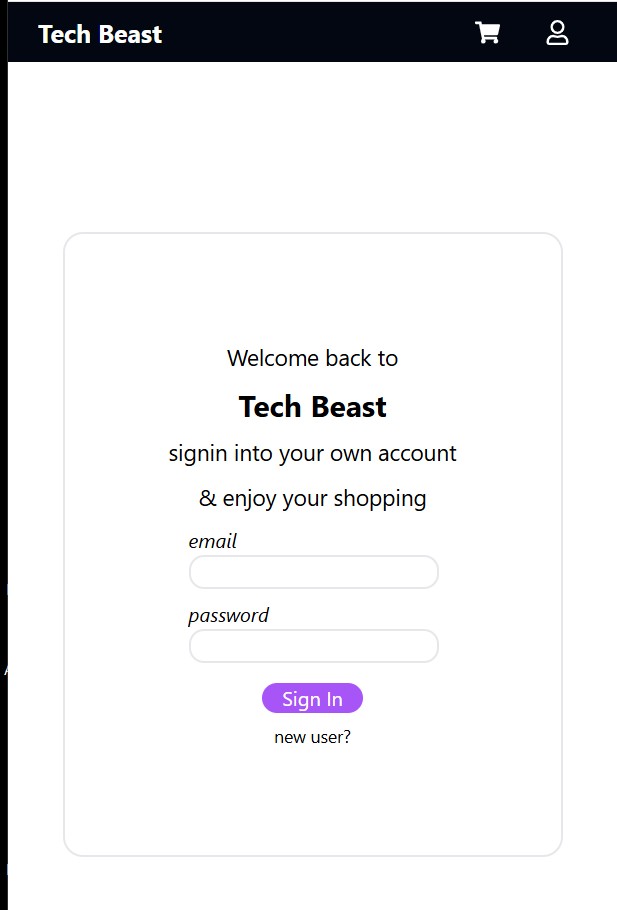 Tech Beast
Welcome back to
Tech Beast
signin into your own account
& enjoy your shopping
email
password
Sign In
new user?